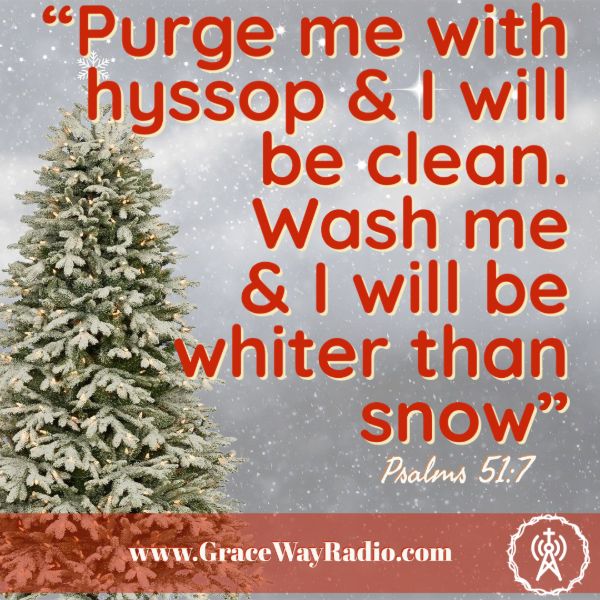 “Purge me with
hyssop & I will
be clean.
Wash me
& I will be
whiter than
snow”
Psalms 51:7
www.GraceWayRadio.com